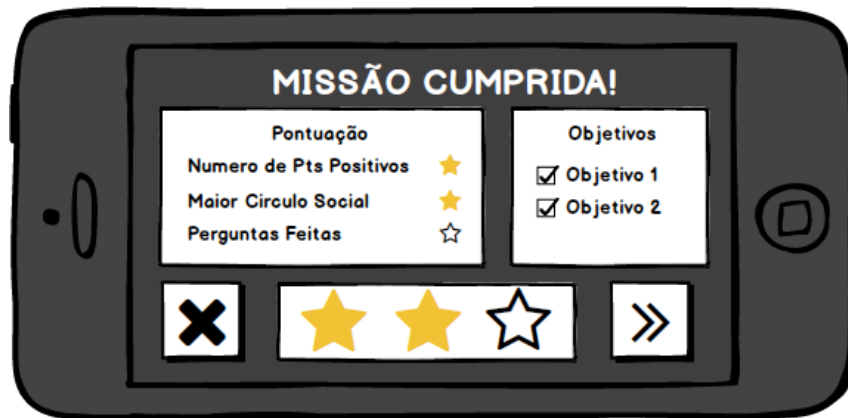 MISSÃO CUMPRIDA!
Pontuação
Numero de Pts Positivos
Maior Circulo Social
Perguntas Feitas
Objetivos
Objetivo 1
Objetivo 2